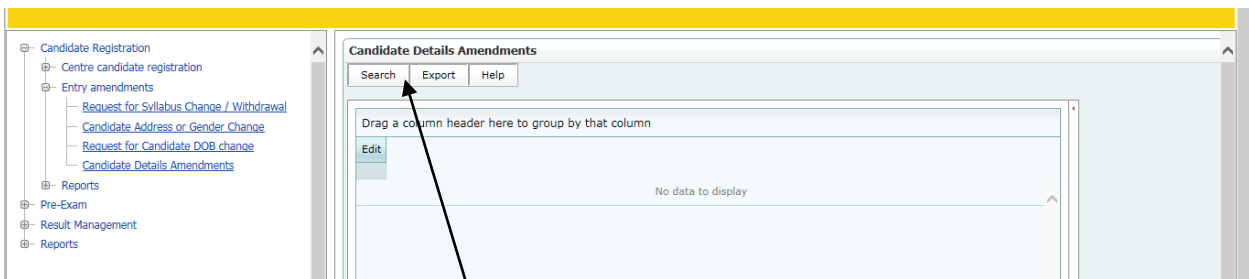 Candidate Registration
Centre candidate registration
Entry amendments
Request for Syllabus Change / Withdrawal
Candidate Address or Gender Change
Request for Candidate DOB change
Candidate Details Amendments
Reports
Pre-Exam
Result Management
Reports
Candidate Details Amendments
Search Export Help
Drag a column header here to group by that column
Edit
No data to display